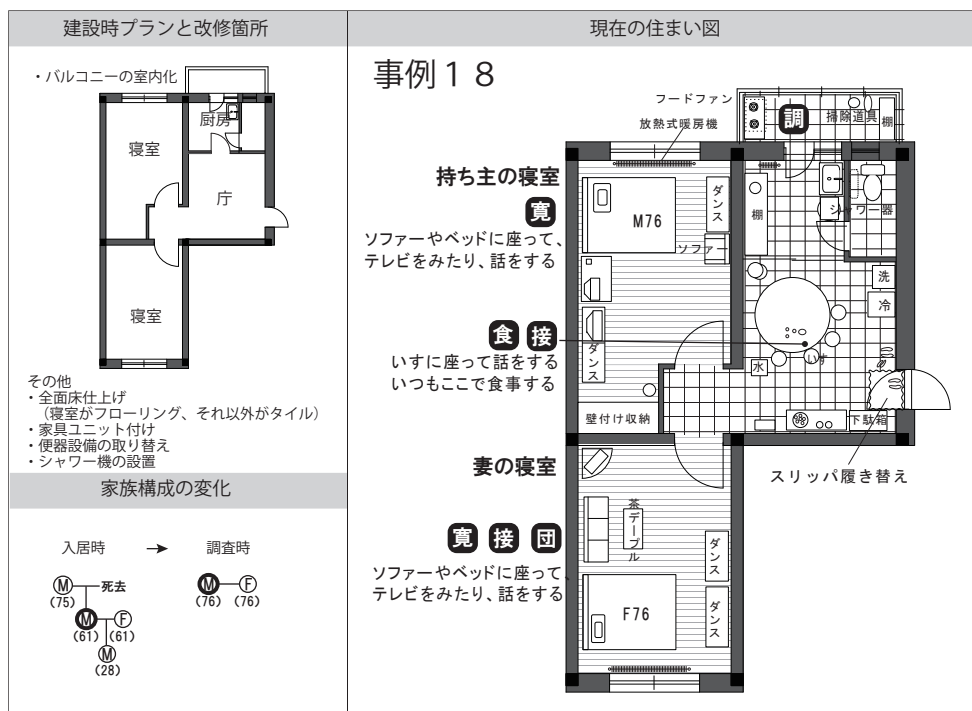 建設時プランと改修箇所
・バルコニーの室内化
厨房
寝室
庁
寝室
その他
・全面床仕上げ
（寝室がフローリング、それ以外がタイル）
・家具ユニット付け
・便器設備の取り替え
・シャワー機の設置
家族構成の変化
入居時 → 調査時
M 死去
(75)
M F
(61) (61)
M
(28)
M F
(76) (76)
現在の住まい図
事例１８
フードファン
放熱式暖房機
調
掃除道具
棚
持ち主の寝室
寛
ソファーやベッドに座って、
テレビをみたり、話をする
M76
タンス
ソファー
棚
シャワー器
洗
冷
食 接
いすに座って話をする
いつもここで食事する
タンス
水
いす
壁付け収納
下駄箱
スリッパ履き替え
妻の寝室
寛 接 団
ソファーやベッドに座って、
テレビをみたり、話をする
茶テーブル
タンス
タンス
F76